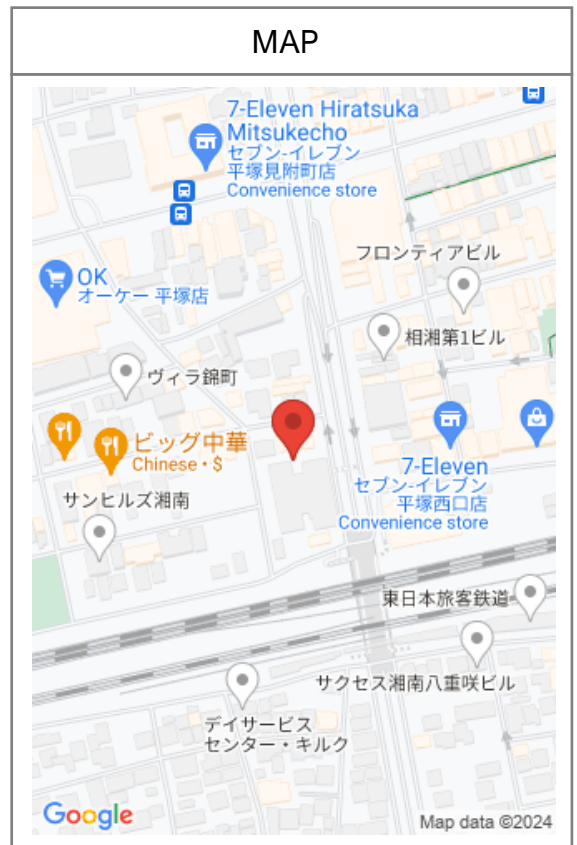 MAP
7-Eleven Hiratsuka
Mitsukecho
セブン-イレブン
平塚見附町店
Convenience store
フロンティアビル
OK
オーケー 平塚店
相湘第1ビル
ヴィラ錦町
ビッグ中華
Chinese・$
7-Eleven
セブン-イレブン
平塚西口店
Convenience store
サンヒルズ湘南
東日本旅客鉄道
サクセス湘南八重咲ビル
デイサービス
センター・キルク
Google
Map data ©2024